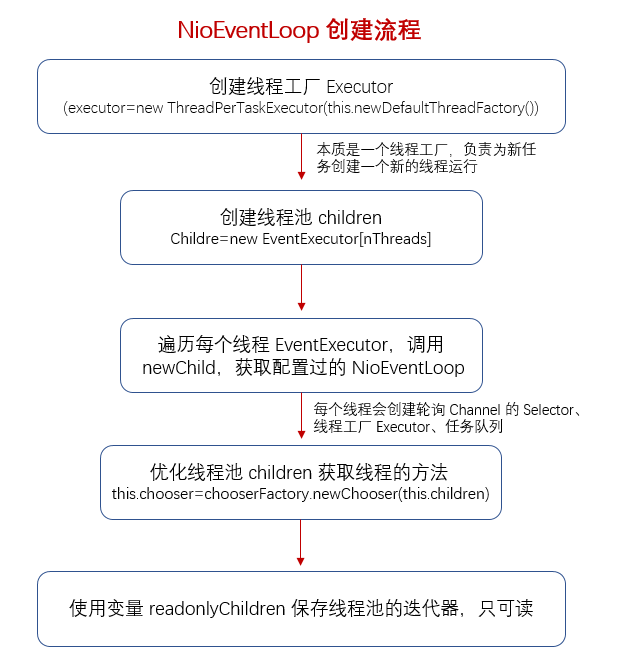 NioEventLoop 创建流程
创建线程工厂 Executor
(executor=new ThreadPerTaskExecutor(this.newDefaultThreadFactory())
本质是一个线程工厂，负责为新任
务创建一个新的线程运行
创建线程池 children
Childre=new EventExecutor[nThreads]
遍历每个线程 EventExecutor，调用
newChild，获取配置过的 NioEventLoop
每个线程会创建轮询 Channel 的 Selector、
线程工厂 Executor、任务队列
优化线程池 children 获取线程的方法
this.chooser=chooserFactory.newChooser(this.children)
使用变量 readonlyChildren 保存线程池的迭代器，只可读